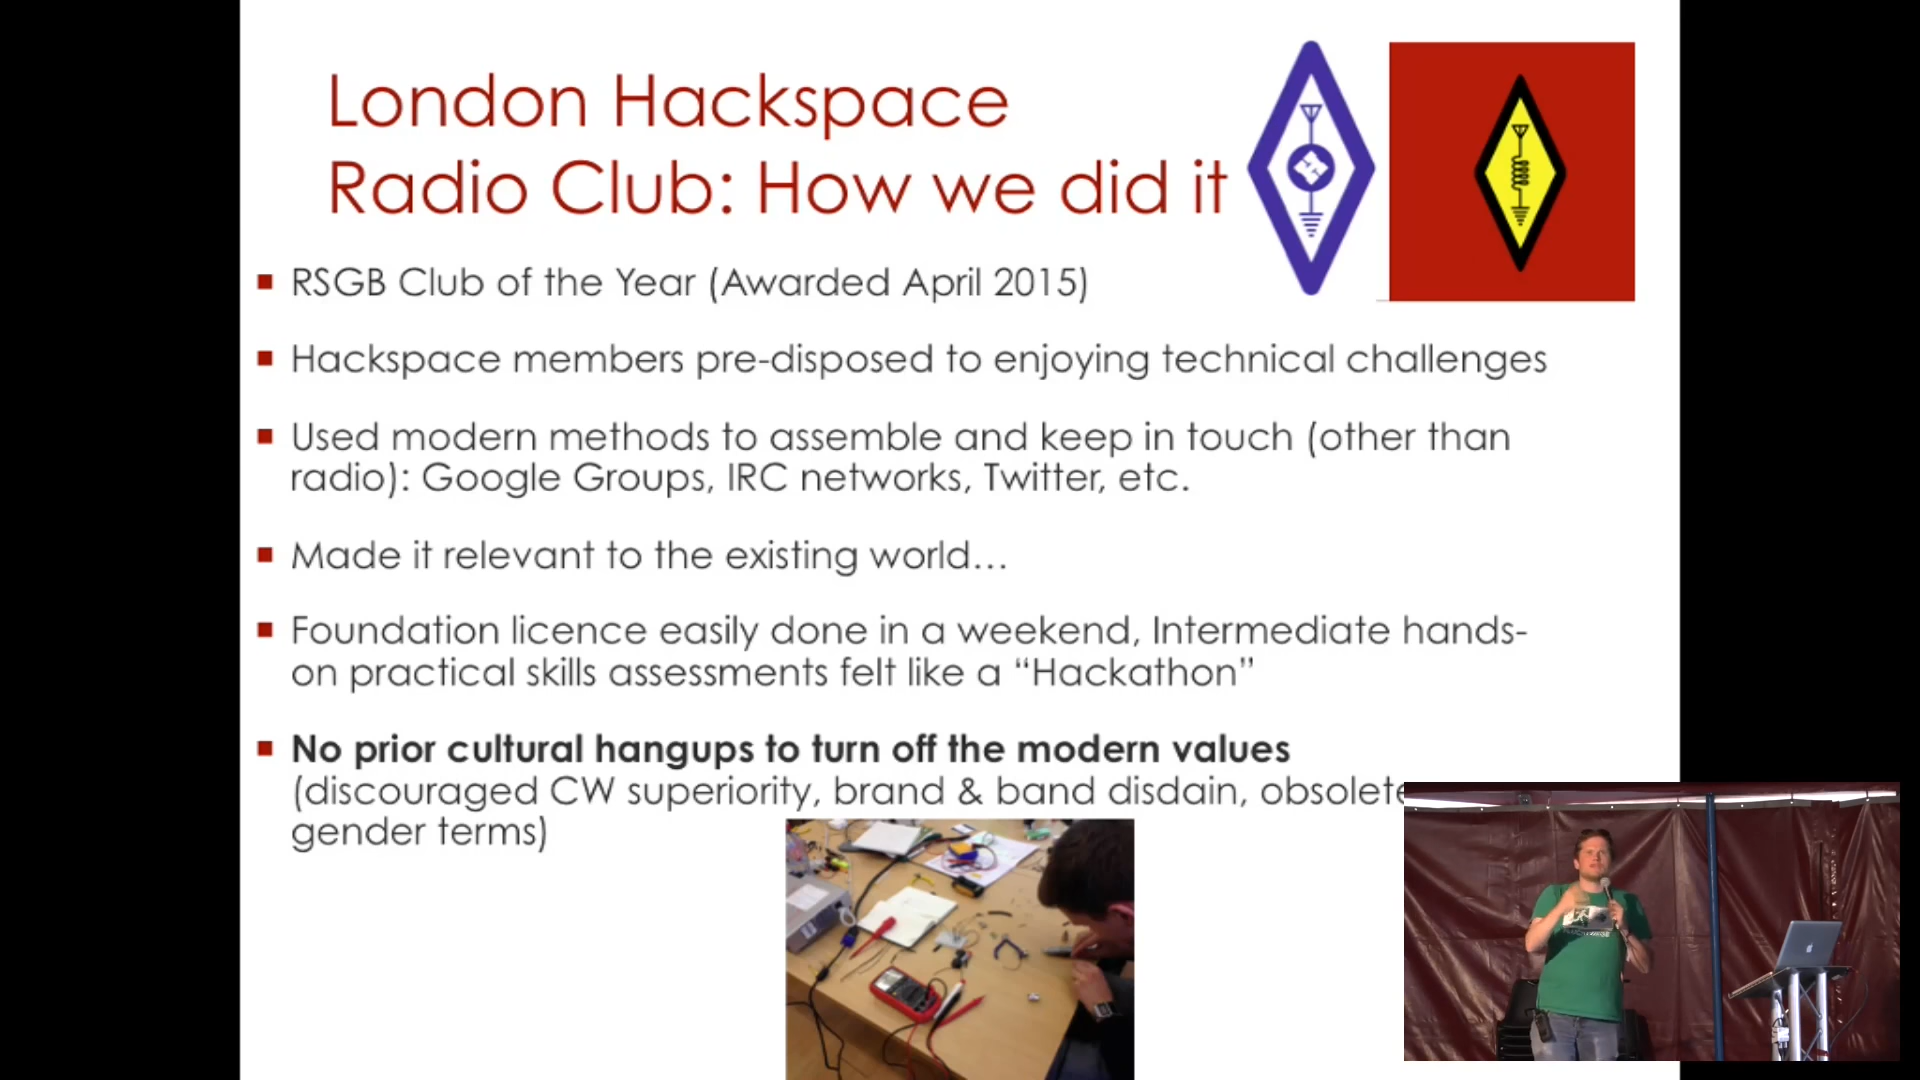 London Hackspace
Radio Club: How we did it
RSGB Club of the Year (Awarded April 2015)
Hackspace members pre-disposed to enjoying technical challenges
Used modern methods to assemble and keep in touch (other than
radio): Google Groups, IRC networks, Twitter, etc.
Made it relevant to the existing world...
Foundation licence easily done in a weekend, Intermediate hands-
on practical skills assessments felt like a “Hackathon”
No prior cultural hangups to turn off the modern values
(discouraged CW superiority, brand & band disdain, obsolete
gender terms)